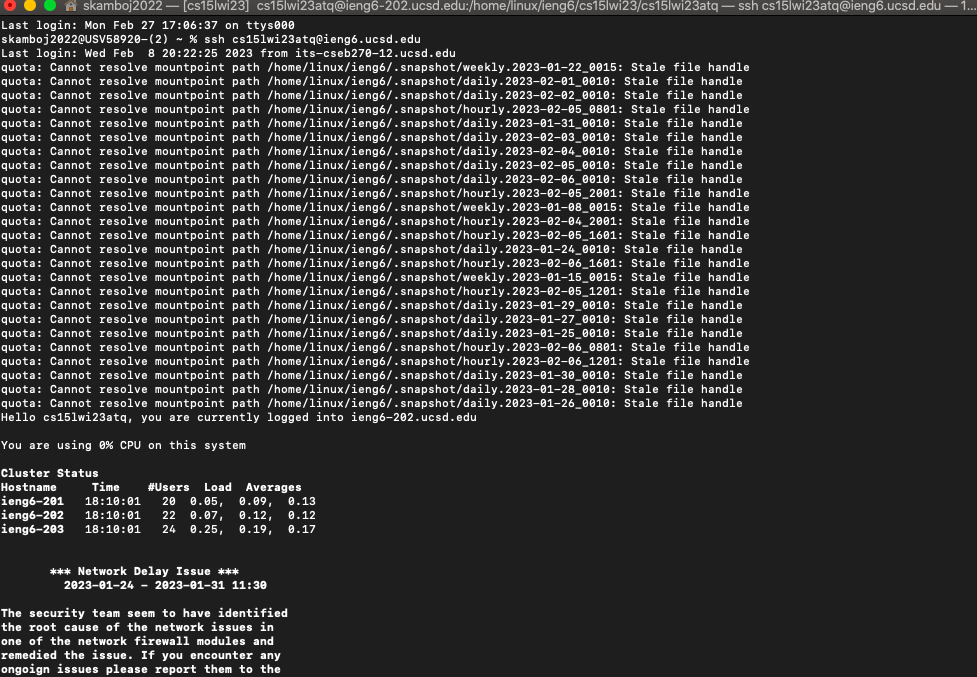 skamboj2022 — [cs15lwi23] cs15lwi23atq@ieng6-202.ucsd.edu:/home/linux/ieng6/cs15lwi23/cs15lwi23atq — ssh cs15lwi23atq@ieng6.ucsd.edu — 1...
Last login: Mon Feb 27 17:06:37 on ttys000
skamboj2022@USV58920-(2) ~ % ssh cs15lwi23atq@ieng6.ucsd.edu
Last login: Wed Feb  8 20:22:25 2023 from its-cseb270-12.ucsd.edu
quota: Cannot resolve mountpoint path /home/linux/ieng6/.snapshot/weekly.2023-01-22_0015: Stale file handle
quota: Cannot resolve mountpoint path /home/linux/ieng6/.snapshot/daily.2023-02-01_0010: Stale file handle
quota: Cannot resolve mountpoint path /home/linux/ieng6/.snapshot/daily.2023-02-02_0010: Stale file handle
quota: Cannot resolve mountpoint path /home/linux/ieng6/.snapshot/hourly.2023-02-05_0801: Stale file handle
quota: Cannot resolve mountpoint path /home/linux/ieng6/.snapshot/daily.2023-01-31_0010: Stale file handle
quota: Cannot resolve mountpoint path /home/linux/ieng6/.snapshot/daily.2023-02-03_0010: Stale file handle
quota: Cannot resolve mountpoint path /home/linux/ieng6/.snapshot/daily.2023-02-04_0010: Stale file handle
quota: Cannot resolve mountpoint path /home/linux/ieng6/.snapshot/daily.2023-02-05_0010: Stale file handle
quota: Cannot resolve mountpoint path /home/linux/ieng6/.snapshot/daily.2023-02-06_0010: Stale file handle
quota: Cannot resolve mountpoint path /home/linux/ieng6/.snapshot/hourly.2023-02-05_2001: Stale file handle
quota: Cannot resolve mountpoint path /home/linux/ieng6/.snapshot/weekly.2023-01-08_0015: Stale file handle
quota: Cannot resolve mountpoint path /home/linux/ieng6/.snapshot/hourly.2023-02-04_2001: Stale file handle
quota: Cannot resolve mountpoint path /home/linux/ieng6/.snapshot/hourly.2023-02-05_1601: Stale file handle
quota: Cannot resolve mountpoint path /home/linux/ieng6/.snapshot/daily.2023-01-24_0010: Stale file handle
quota: Cannot resolve mountpoint path /home/linux/ieng6/.snapshot/hourly.2023-02-06_1601: Stale file handle
quota: Cannot resolve mountpoint path /home/linux/ieng6/.snapshot/weekly.2023-01-15_0015: Stale file handle
quota: Cannot resolve mountpoint path /home/linux/ieng6/.snapshot/hourly.2023-02-05_1201: Stale file handle
quota: Cannot resolve mountpoint path /home/linux/ieng6/.snapshot/daily.2023-01-29_0010: Stale file handle
quota: Cannot resolve mountpoint path /home/linux/ieng6/.snapshot/daily.2023-01-27_0010: Stale file handle
quota: Cannot resolve mountpoint path /home/linux/ieng6/.snapshot/daily.2023-01-25_0010: Stale file handle
quota: Cannot resolve mountpoint path /home/linux/ieng6/.snapshot/hourly.2023-02-06_0801: Stale file handle
quota: Cannot resolve mountpoint path /home/linux/ieng6/.snapshot/hourly.2023-02-06_1201: Stale file handle
quota: Cannot resolve mountpoint path /home/linux/ieng6/.snapshot/daily.2023-01-30_0010: Stale file handle
quota: Cannot resolve mountpoint path /home/linux/ieng6/.snapshot/daily.2023-01-28_0010: Stale file handle
quota: Cannot resolve mountpoint path /home/linux/ieng6/.snapshot/daily.2023-01-26_0010: Stale file handle
Hello cs15lwi23atq, you are currently logged into ieng6-202.ucsd.edu
You are using 0% CPU on this system
Cluster Status
Hostname     Time    #Users  Load  Averages
ieng6-201   18:10:01   20  0.05,  0.09,  0.13
ieng6-202   18:10:01   22  0.07,  0.12,  0.12
ieng6-203   18:10:01   24  0.25,  0.19,  0.17
*** Network Delay Issue ***
2023-01-24 - 2023-01-31 11:30
The security team seem to have identified
the root cause of the network issues in
one of the network firewall modules and
remedied the issue. If you encounter any
ongoign issues please report them to the